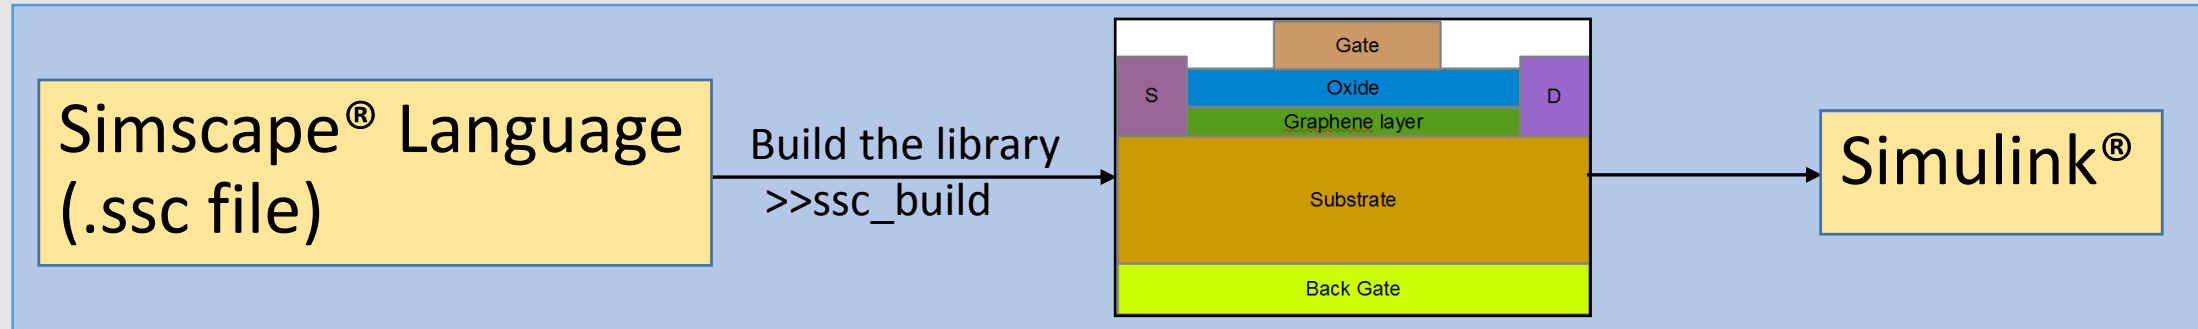 Simscape® Language
(.ssc file)
Build the library
>>ssc_build
Gate
Oxide
S
D
Graphene layer
Substrate
Back Gate
Simulink®